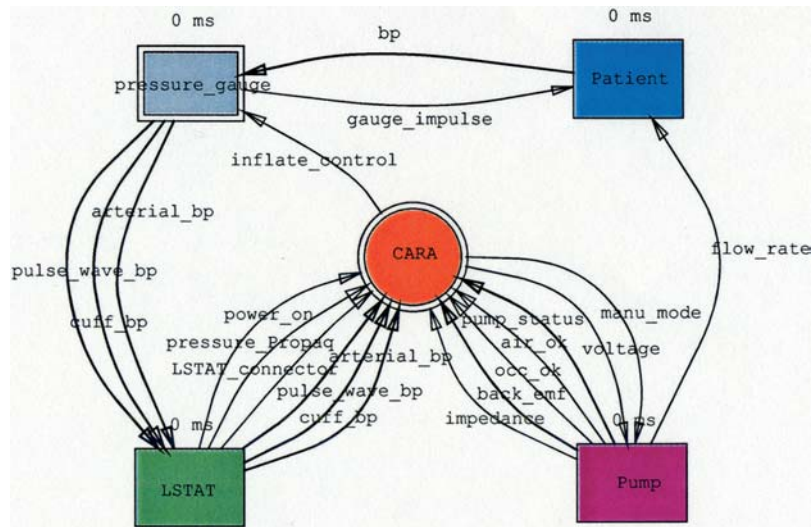 0 ms
0 ms
bp
pressure_gauge
Patient
gauge_impulse
inflate_control
arterial_bp
CARA
flow_rate
pulse_wave_bp
cuff_bp
power_on
pump_status
manu_mode
pressure_Propaq
air_ok
voltage
LSTAT_connector
arterial_bp
occ_ok
pulse_wave_bp
back_emf
cuff_bp
impedance
0 ms
0 ms
LSTAT
Pump